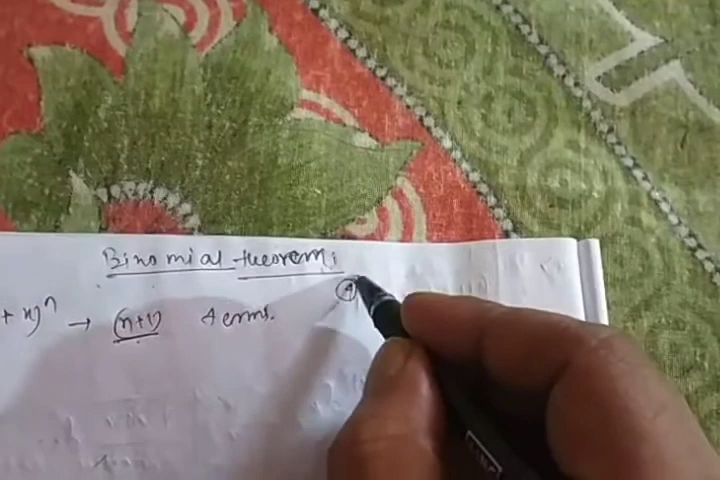 Binomial theorem:
+ x)ⁿ → (n+1) terms.